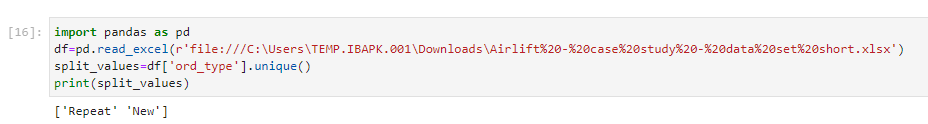 [16]: import pandas as pd
df=pd.read_excel(r'file:///C:\Users\TEMP.IBAPK.001\Downloads\Airlift%20-%20case%20study%20-%20data%20set%20short.xlsx')
split_values=df['ord_type'].unique()
print(split_values)
['Repeat' 'New']